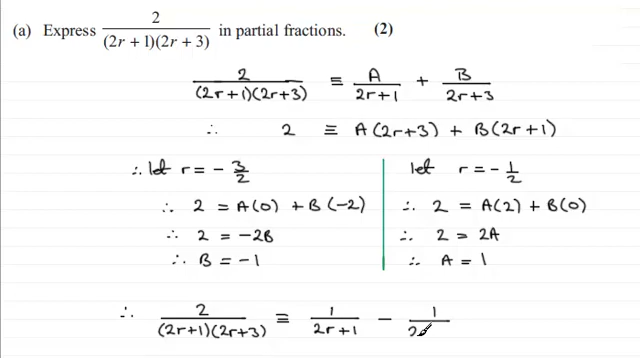 (a) Express 2/((2r + 1)(2r + 3)) in partial fractions. (2)
2/((2r+1)(2r+3)) ≡ A/(2r+1) + B/(2r+3)
∴ 2 ≡ A(2r+3) + B(2r+1)
∴ let r = -3/2
∴ 2 = A(0) + B(-2)
∴ 2 = -2B
∴ B = -1
let r = -1/2
∴ 2 = A(2) + B(0)
∴ 2 = 2A
∴ A = 1
∴ 2/((2r+1)(2r+3)) ≡ 1/(2r+1) - 1/(2